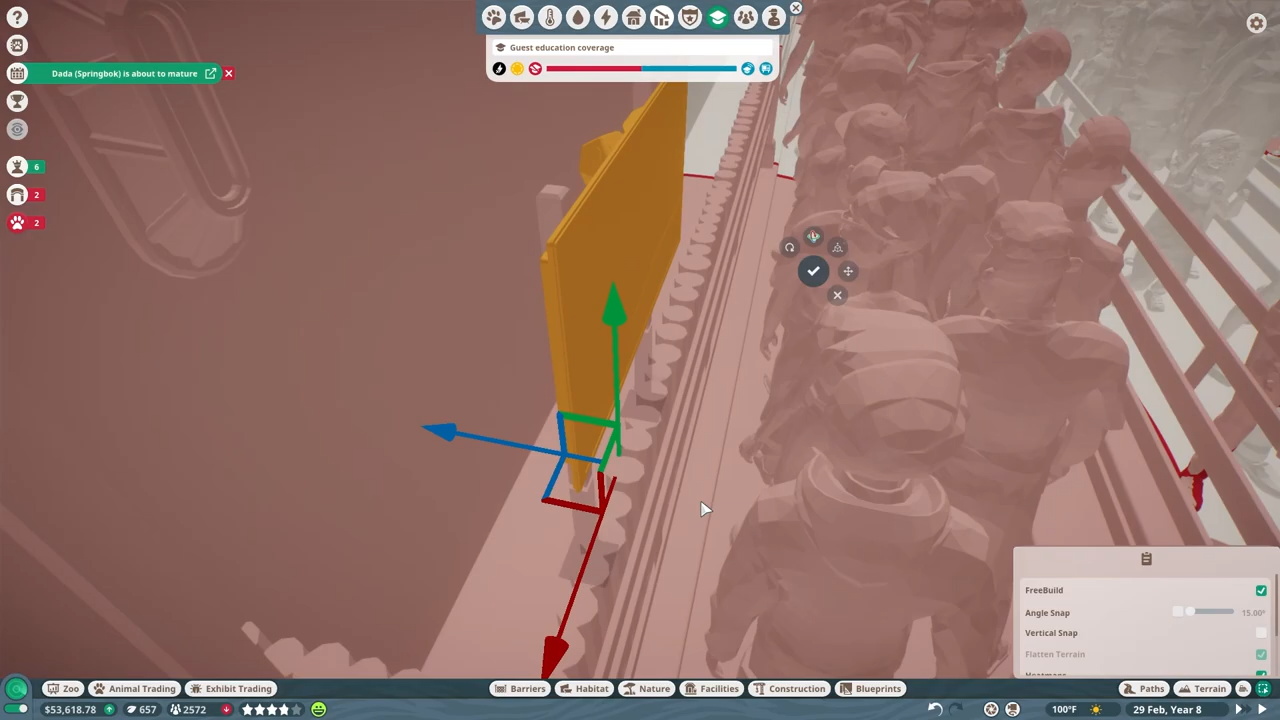 Guest education coverage
Dada (Springbok) is about to mature
6
2
2
FreeBuild
Angle Snap 15.00°
Vertical Snap
Flatten Terrain
Zoo Animal Trading Exhibit Trading Barriers Habitat Nature Facilities Construction Blueprints Paths Terrain
$53,618.78 657 2572 100°F 29 Feb, Year 8